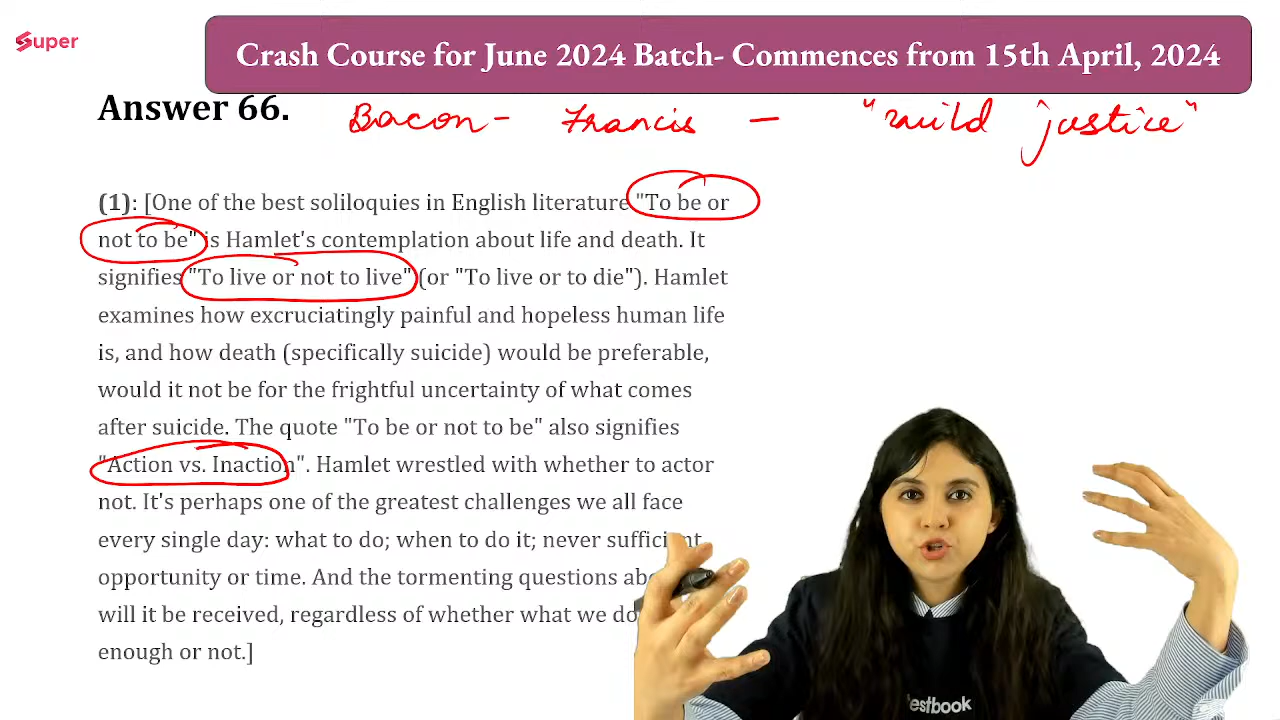 Super
Crash Course for June 2024 Batch- Commences from 15th April, 2024
Answer 66.
Bacon - Francis - "wild justice"
(1): [One of the best soliloquies in English literature "To be or
not to be" is Hamlet's contemplation about life and death. It
signifies "To live or not to live" (or "To live or to die"). Hamlet
examines how excruciatingly painful and hopeless human life
is, and how death (specifically suicide) would be preferable,
would it not be for the frightful uncertainty of what comes
after suicide. The quote "To be or not to be" also signifies
"Action vs. Inaction". Hamlet wrestled with whether to actor
not. It's perhaps one of the greatest challenges we all face
every single day: what to do; when to do it; never sufficient
opportunity or time. And the tormenting questions
will it be received, regardless of whether what we do
enough or not.]
testbook